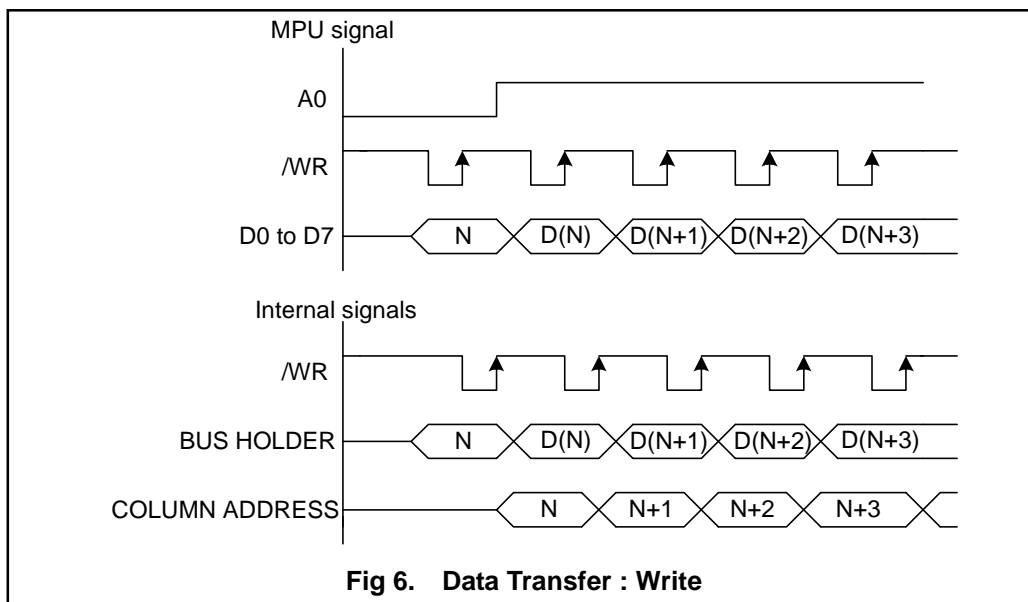 MPU signal
A0
/WR
D0 to D7 N D(N) D(N+1) D(N+2) D(N+3)
Internal signals
/WR
BUS HOLDER N D(N) D(N+1) D(N+2) D(N+3)
COLUMN ADDRESS N N+1 N+2 N+3
Fig 6. Data Transfer : Write